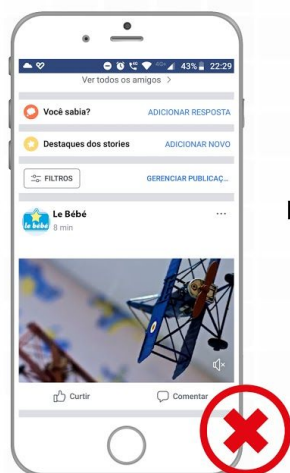 43% 22:29
Ver todos os amigos >
Você sabia? ADICIONAR RESPOSTA
Destaques dos stories ADICIONAR NOVO
FILTROS GERENCIAR PUBLICAÇ...
le bébé Le Bébé
8 min
Curtir Comentar